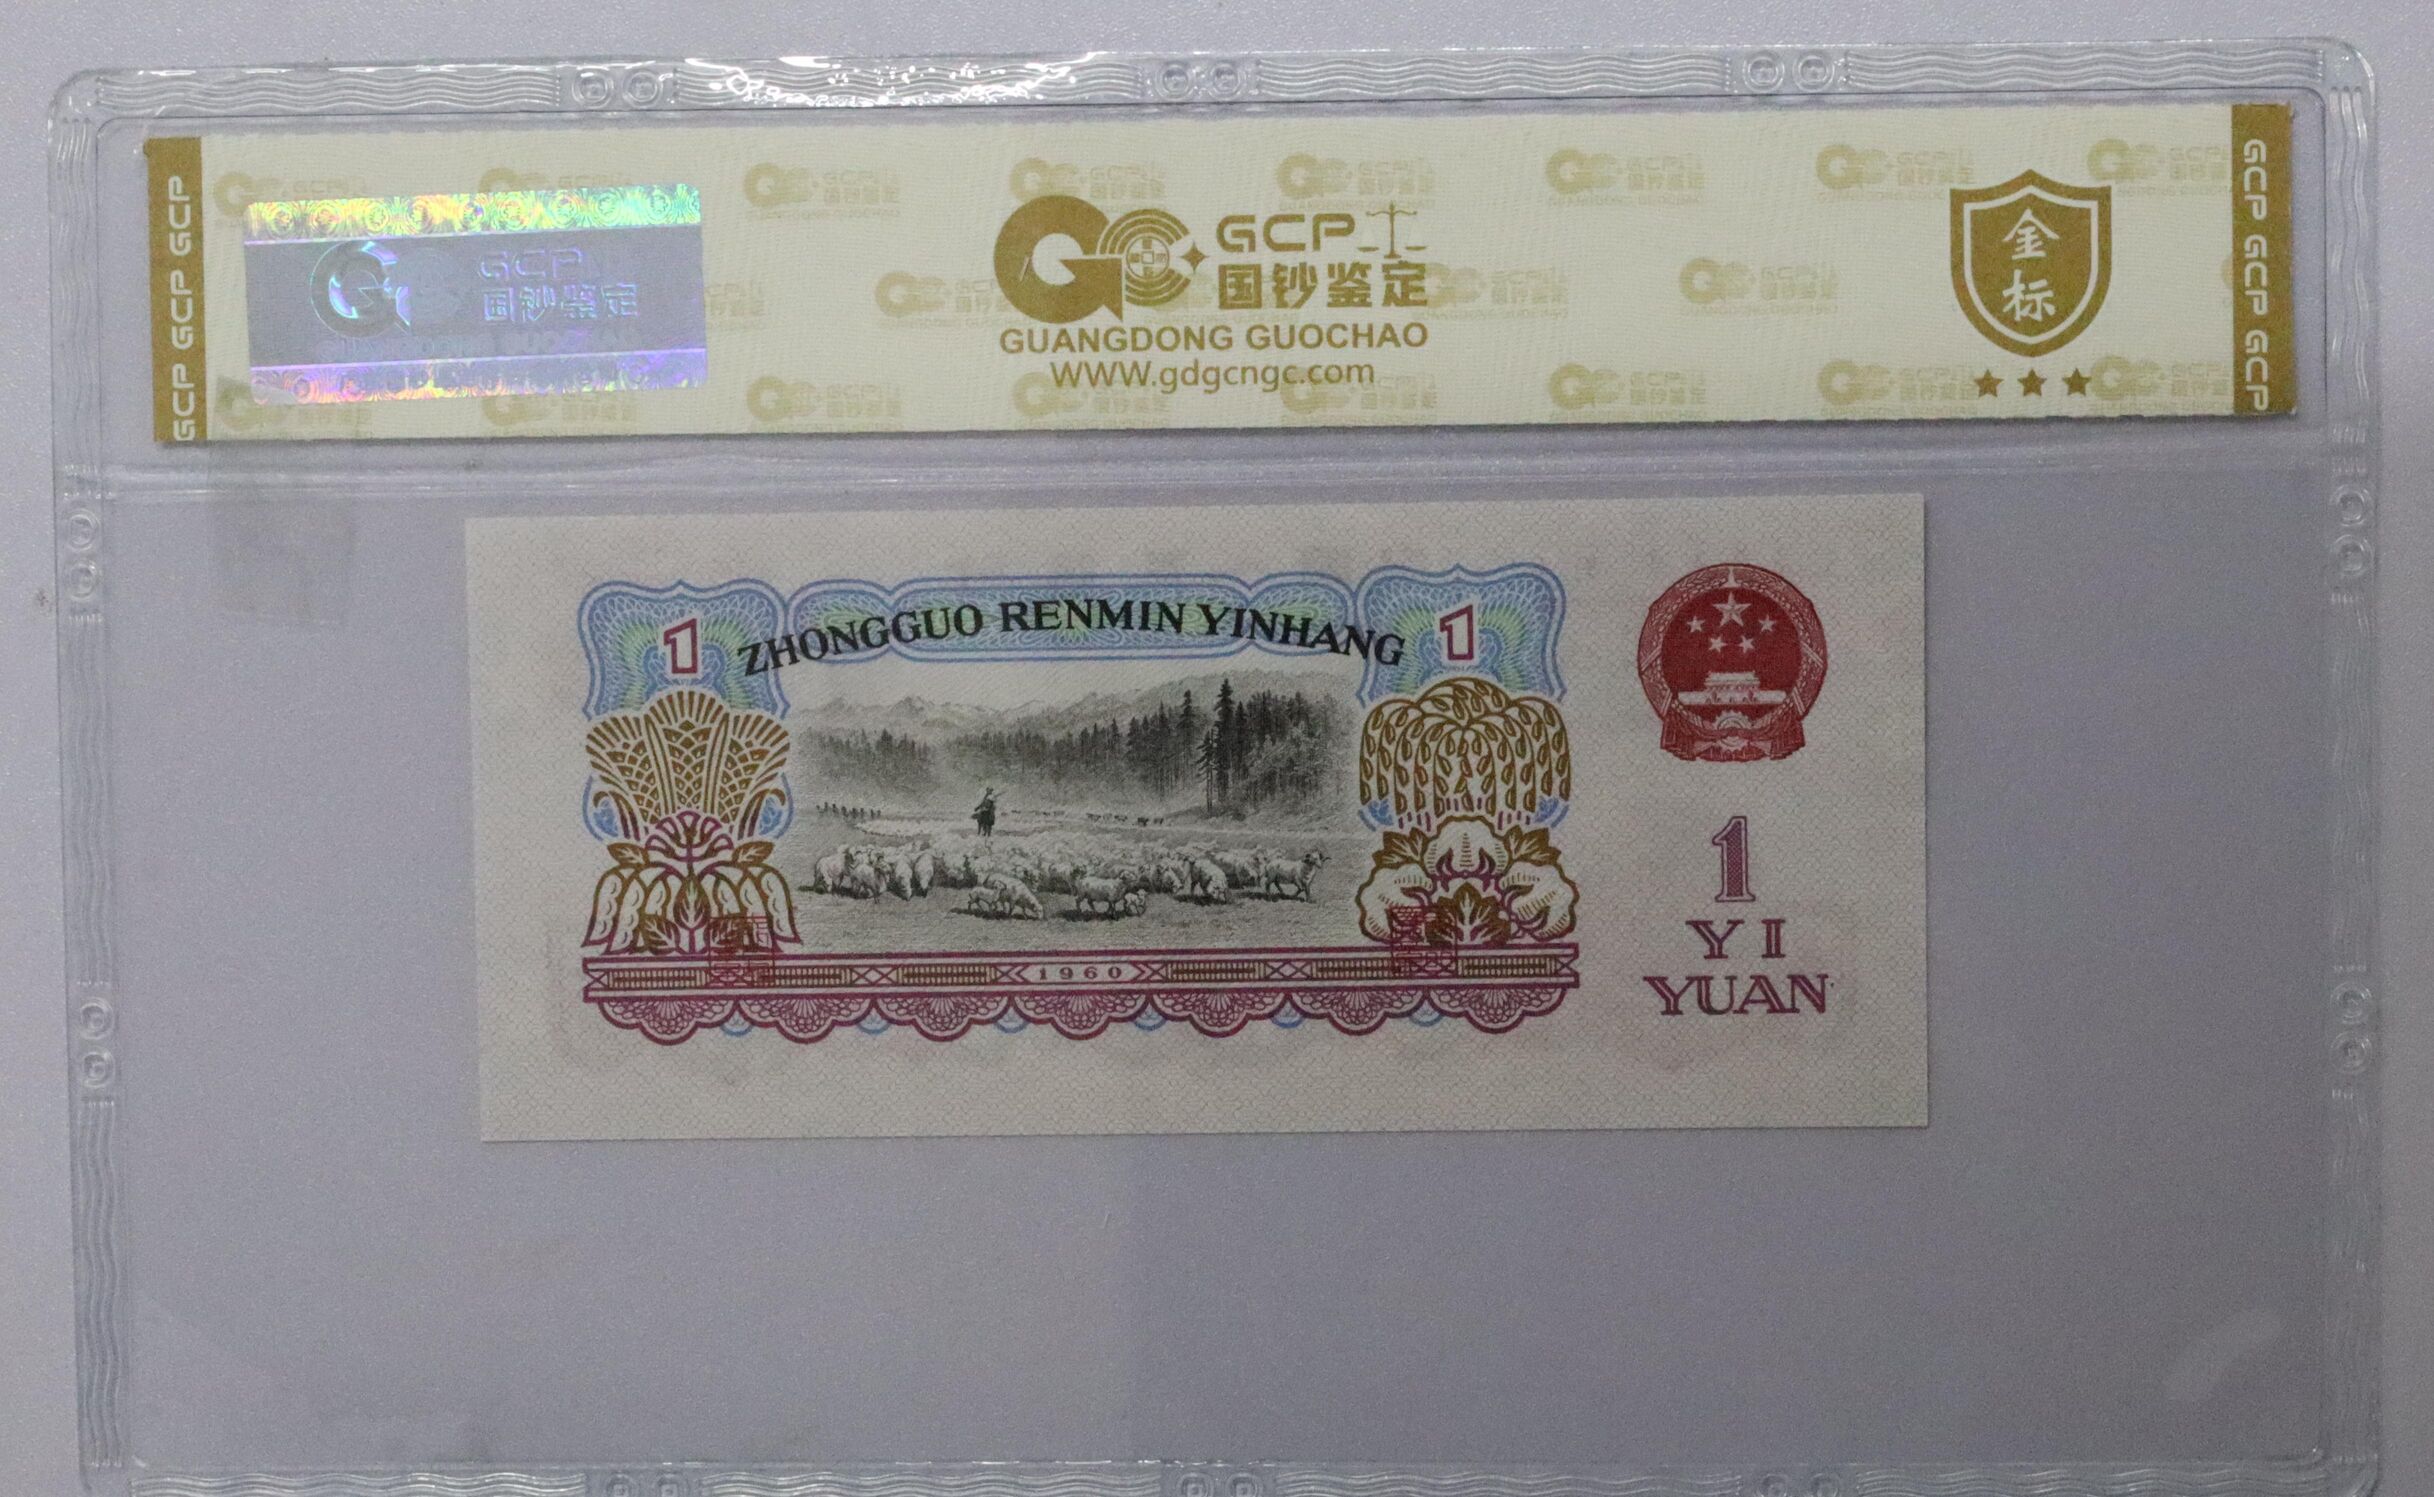 GCP
国钞鉴定
GUANGDONG GUOCHAO
WWW.gdgcngc.com
GCP
国钞鉴定
金
标
GCP GCP GCP
GCP GCP GCP
ZHONGGUO RENMIN YINHANG
1
1
1
YI
YUAN
1960